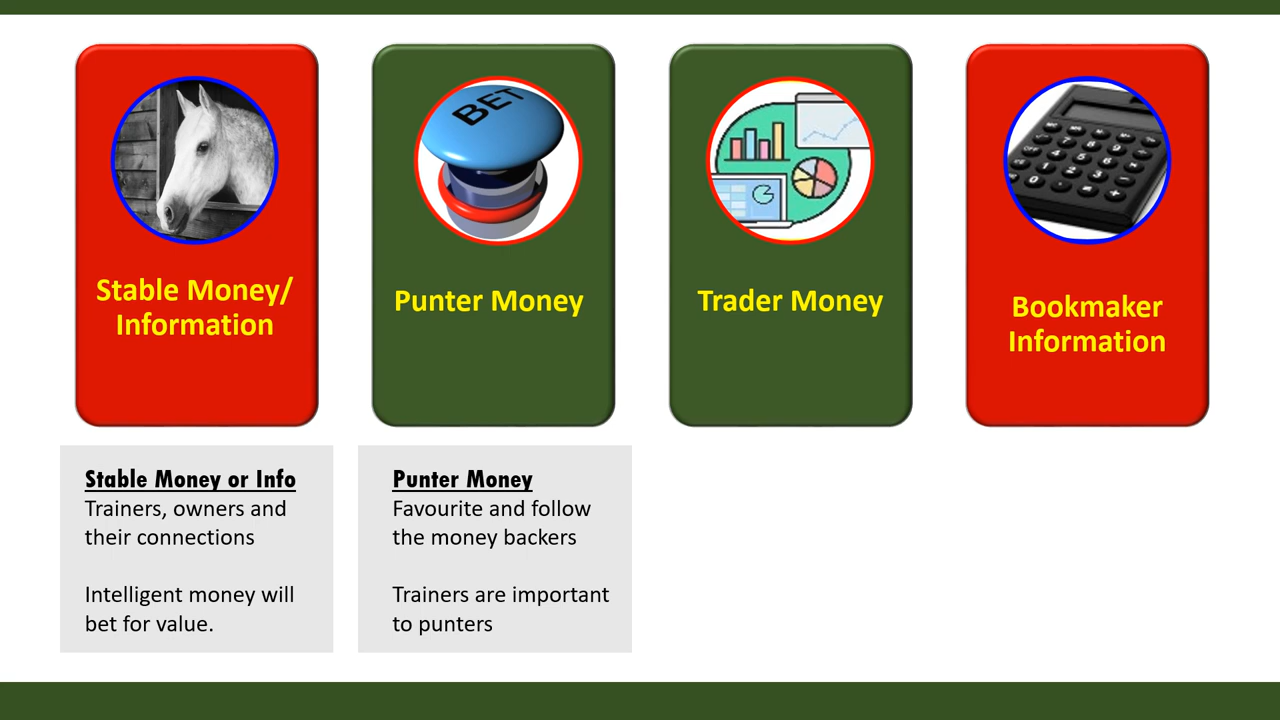 BET
Stable Money/
Information
Punter Money
Trader Money
Bookmaker
Information
Stable Money or Info
Trainers, owners and
their connections
Intelligent money will
bet for value.
Punter Money
Favourite and follow
the money backers
Trainers are important
to punters